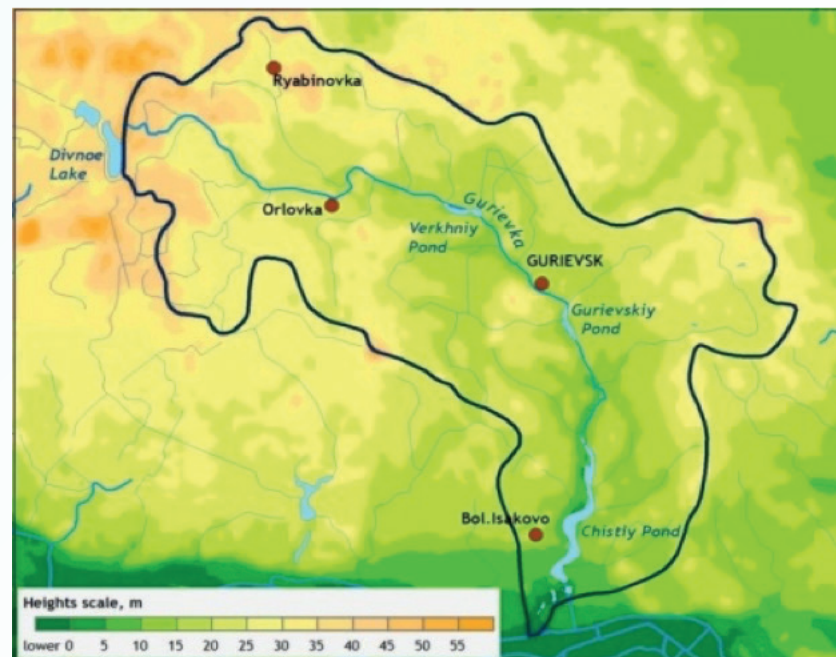 Ryabinovka
Divnoe
Lake
Orlovka
Gurievka
Verkhniy
Pond
GURIEVSK
Gurievskiy
Pond
Bol.Isakovo
Chistiy Pond
Heights scale, m
lower 0 5 10 15 20 25 30 35 40 45 50 55